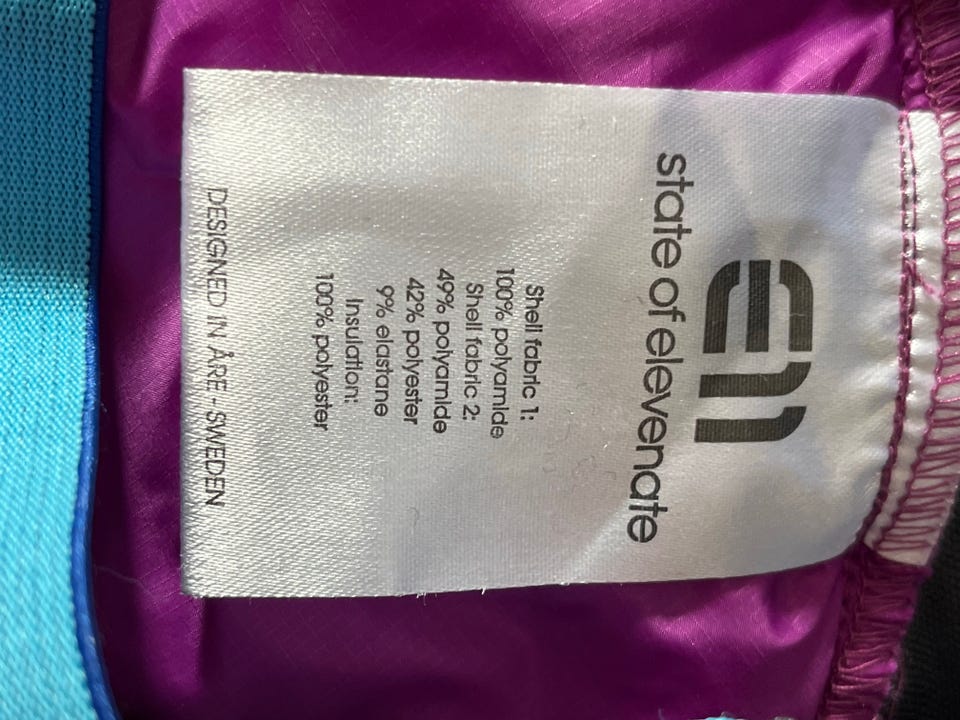 E11
state of elevenate
Shell fabric 1:
100% polyamide
Shell fabric 2:
49% polyamide
42% polyester
9% elastane
Insulation:
100% polyester
DESIGNED IN ÅRE - SWEDEN